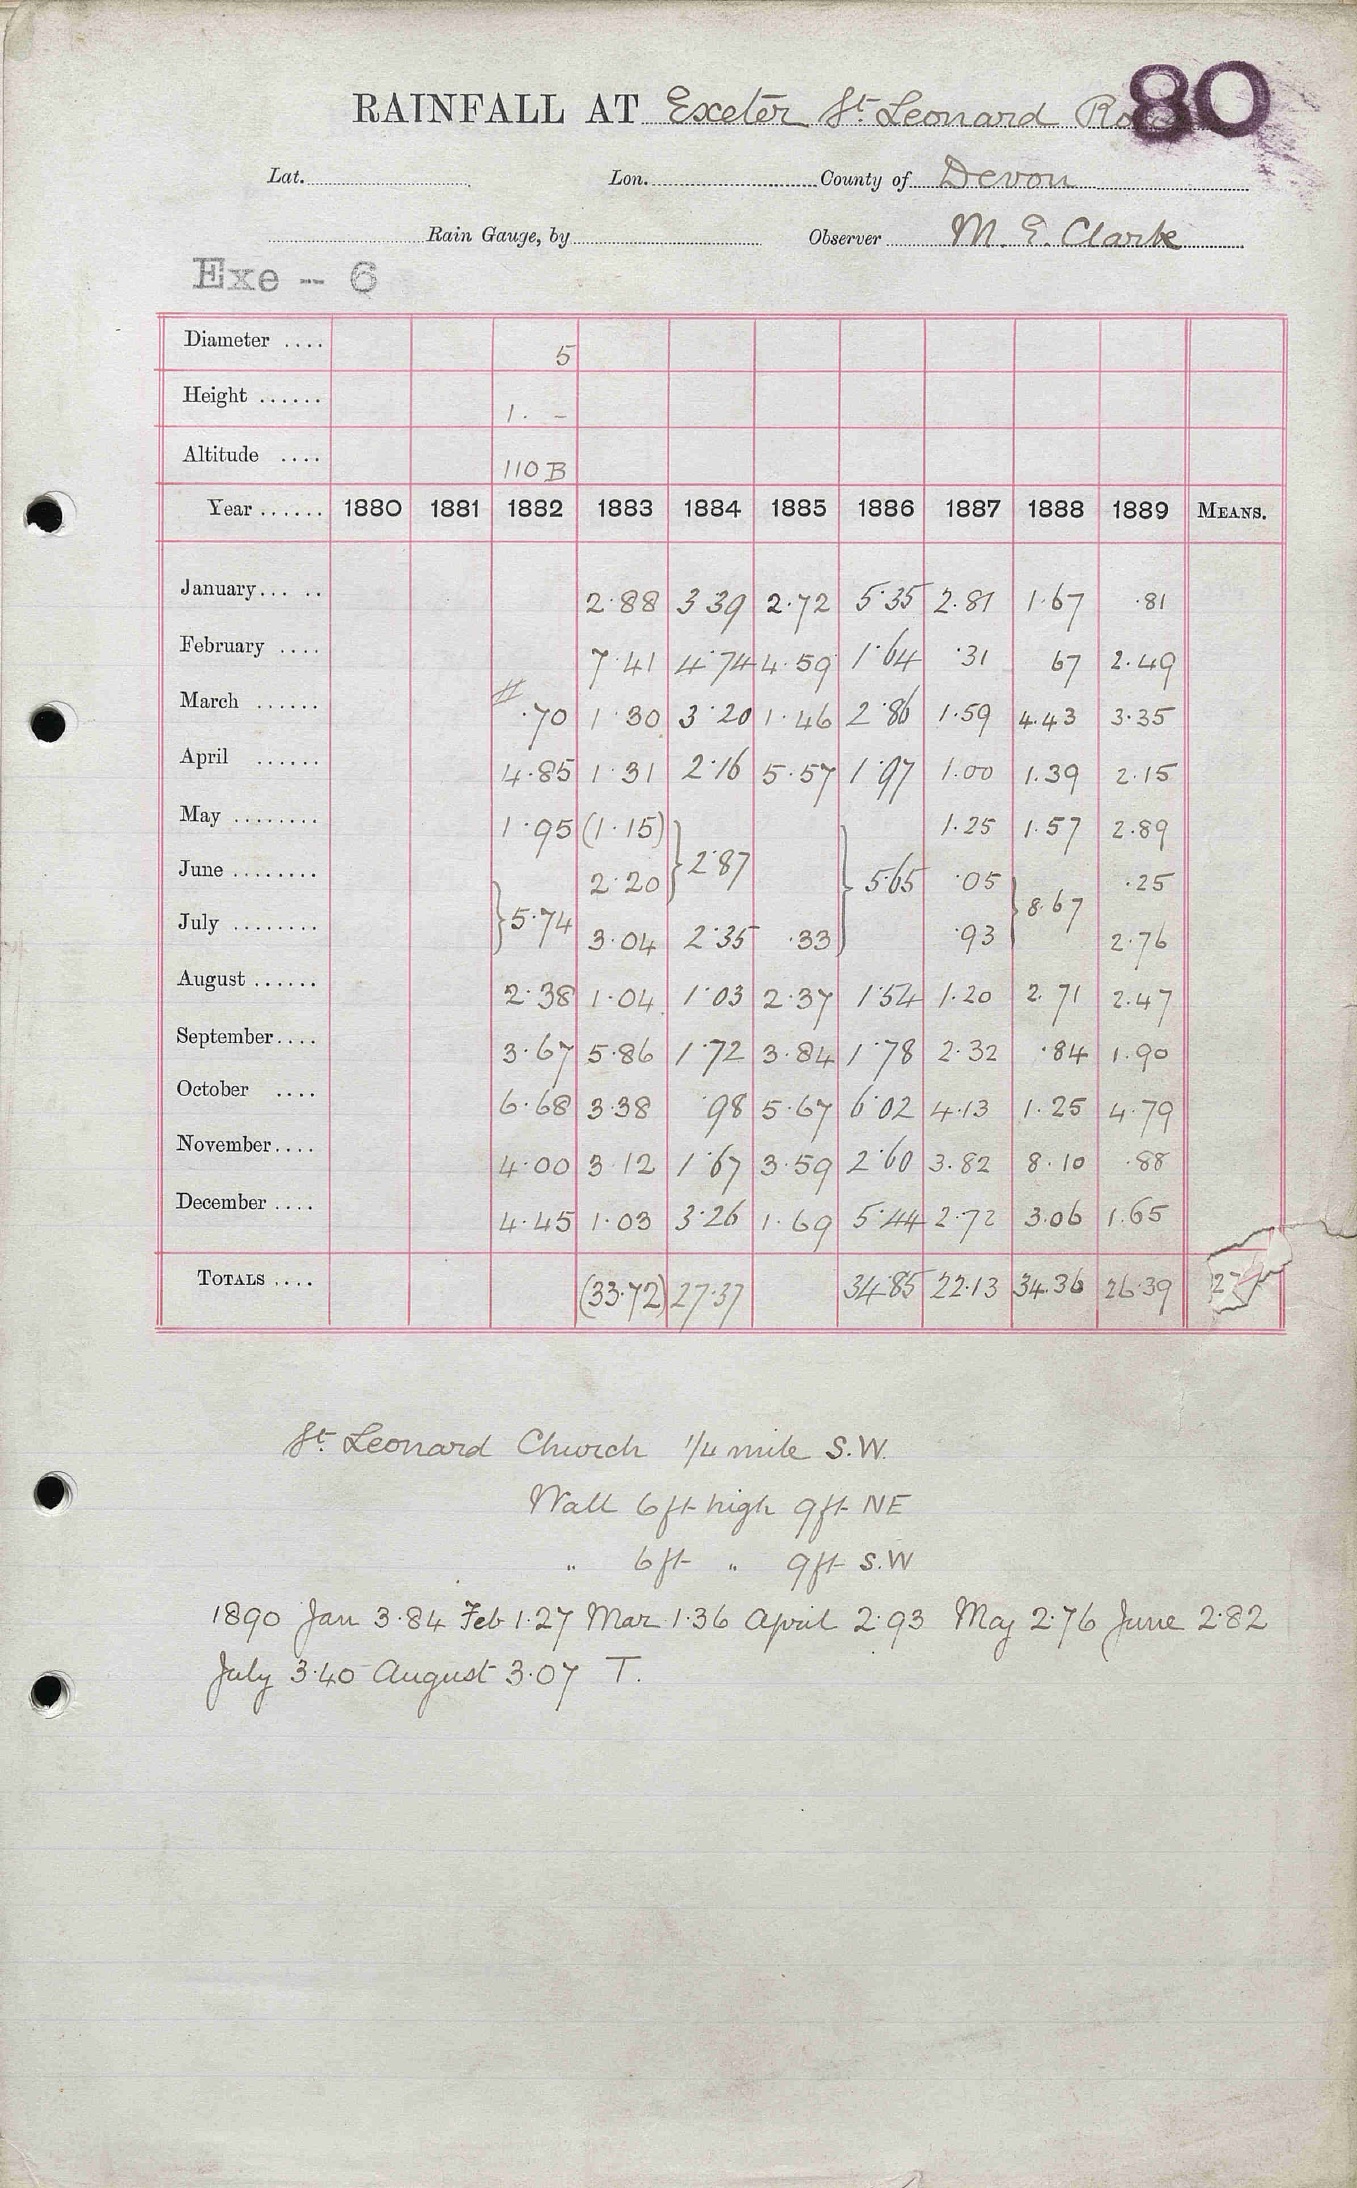 80
RAINFALL AT Exeter St. Leonard
Lat. Lon. County of Devon
Rain Gauge, by Observer M. E. Clarke
Exe - 6
Diameter .... 5
Height ...... 1. -
Altitude .... 110 B
Year ...... 1880 1881 1882 1883 1884 1885 1886 1887 1888 1889 MEANS.
January... .. 2.88 3.39 2.72 5.35 2.81 1.67 .81
February .... 7.41 4.74 4.59 1.64 .31 67 2.49
March ...... # .70 1.30 3.20 1.46 2.86 1.59 4.43 3.35
April ...... 4.85 1.31 2.16 5.57 1.97 1.00 1.39 2.15
May ........ 1.95 (1.15) 1.25 1.57 2.89
June ........ 2.20 } 2.87 } 5.65 .05 .25
July ........ } 5.74 3.04 2.35 .33 .93 } 8.67 2.76
August ...... 2.38 1.04 1.03 2.37 1.54 1.20 2.71 2.47
September.... 3.67 5.86 1.72 3.84 1.78 2.32 .84 1.90
October .... 6.68 3.38 .98 5.67 6.02 4.13 1.25 4.79
November.... 4.00 3.12 1.67 3.59 2.60 3.82 8.10 .88
December .... 4.45 1.03 3.26 1.69 5.44 2.72 3.06 1.65
TOTALS .... (33.72) 27.37 34.85 22.13 34.36 26.39
St. Leonard Church 1/4 mile S.W.
Wall 6 ft high 9 ft NE
" 6 ft " 9 ft S.W
1890 Jan 3.84 Feb 1.27 Mar 1.36 April 2.93 May 2.76 June 2.82
July 3.40 August 3.07 T.